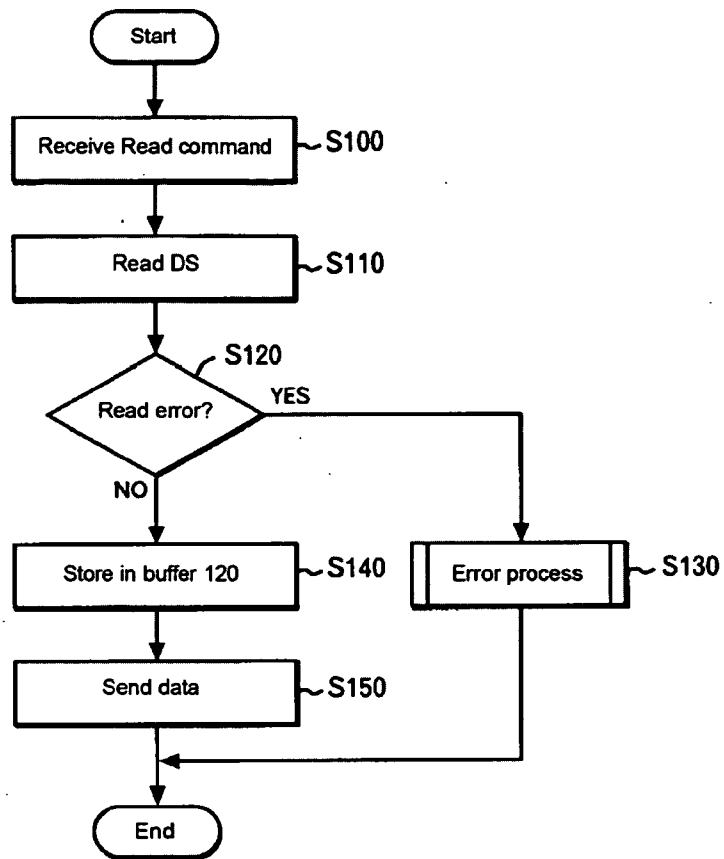 Start
Receive Read command
S100
Read DS
S110
S120
Read error?
YES
NO
Store in buffer 120
S140
Error process
S130
Send data
S150
End